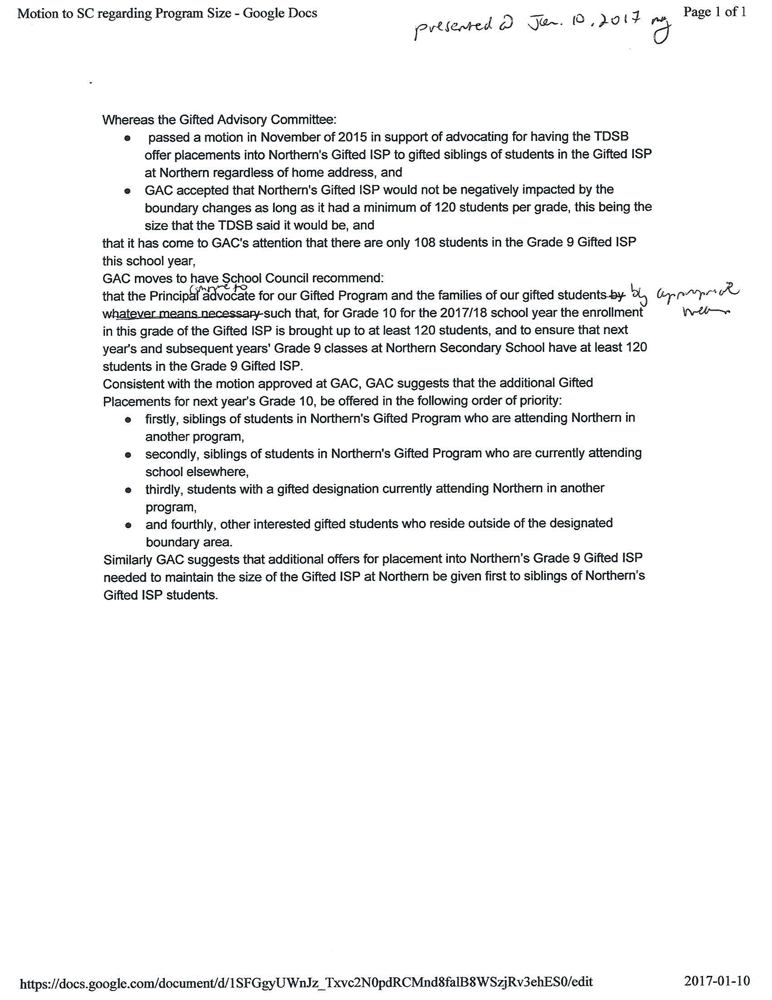 Motion to SC regarding Program Size - Google Docs
presented @ Jan. 10, 2017 mtg
Page 1 of 1
Whereas the Gifted Advisory Committee:
● passed a motion in November of 2015 in support of advocating for having the TDSB
offer placements into Northern's Gifted ISP to gifted siblings of students in the Gifted ISP
at Northern regardless of home address, and
● GAC accepted that Northern's Gifted ISP would not be negatively impacted by the
boundary changes as long as it had a minimum of 120 students per grade, this being the
size that the TDSB said it would be, and
that it has come to GAC's attention that there are only 108 students in the Grade 9 Gifted ISP
this school year,
GAC moves to have School Council recommend:
continue to
that the Principal advocate for our Gifted Program and the families of our gifted students by by appropriate
whatever means necessary such that, for Grade 10 for the 2017/18 school year the enrollment means
in this grade of the Gifted ISP is brought up to at least 120 students, and to ensure that next
year's and subsequent years' Grade 9 classes at Northern Secondary School have at least 120
students in the Grade 9 Gifted ISP.
Consistent with the motion approved at GAC, GAC suggests that the additional Gifted
Placements for next year's Grade 10, be offered in the following order of priority:
● firstly, siblings of students in Northern's Gifted Program who are attending Northern in
another program,
● secondly, siblings of students in Northern's Gifted Program who are currently attending
school elsewhere,
● thirdly, students with a gifted designation currently attending Northern in another
program,
● and fourthly, other interested gifted students who reside outside of the designated
boundary area.
Similarly GAC suggests that additional offers for placement into Northern's Grade 9 Gifted ISP
needed to maintain the size of the Gifted ISP at Northern be given first to siblings of Northern's
Gifted ISP students.
https://docs.google.com/document/d/1SFGgyUWnJz_Txvc2N0pdRCMnd8falB8WSzjRv3ehES0/edit
2017-01-10